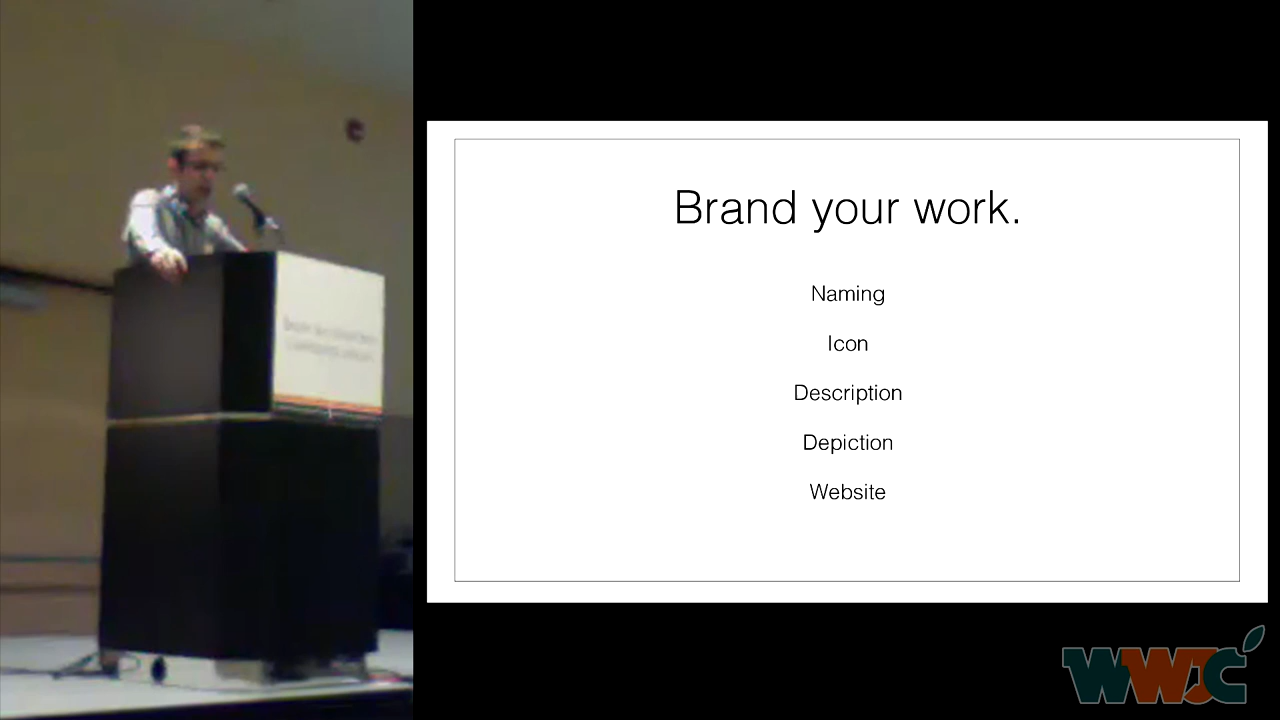 Brand your work.
Naming
Icon
Description
Depiction
Website
WWJC